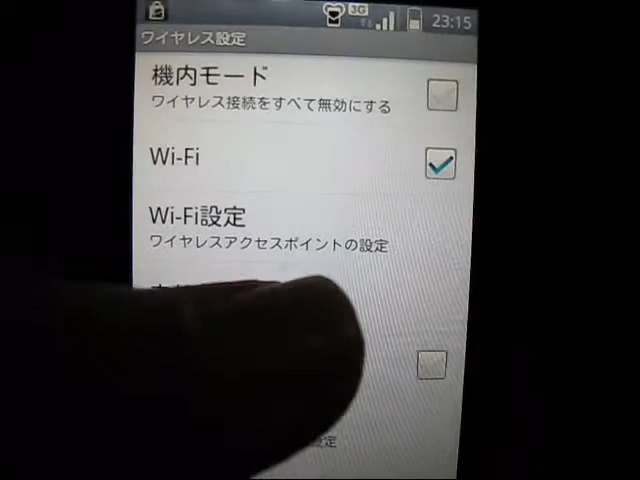 3G 23:15
ワイヤレス設定
機内モード
ワイヤレス接続をすべて無効にする
Wi-Fi
Wi-Fi設定
ワイヤレスアクセスポイントの設定
設定